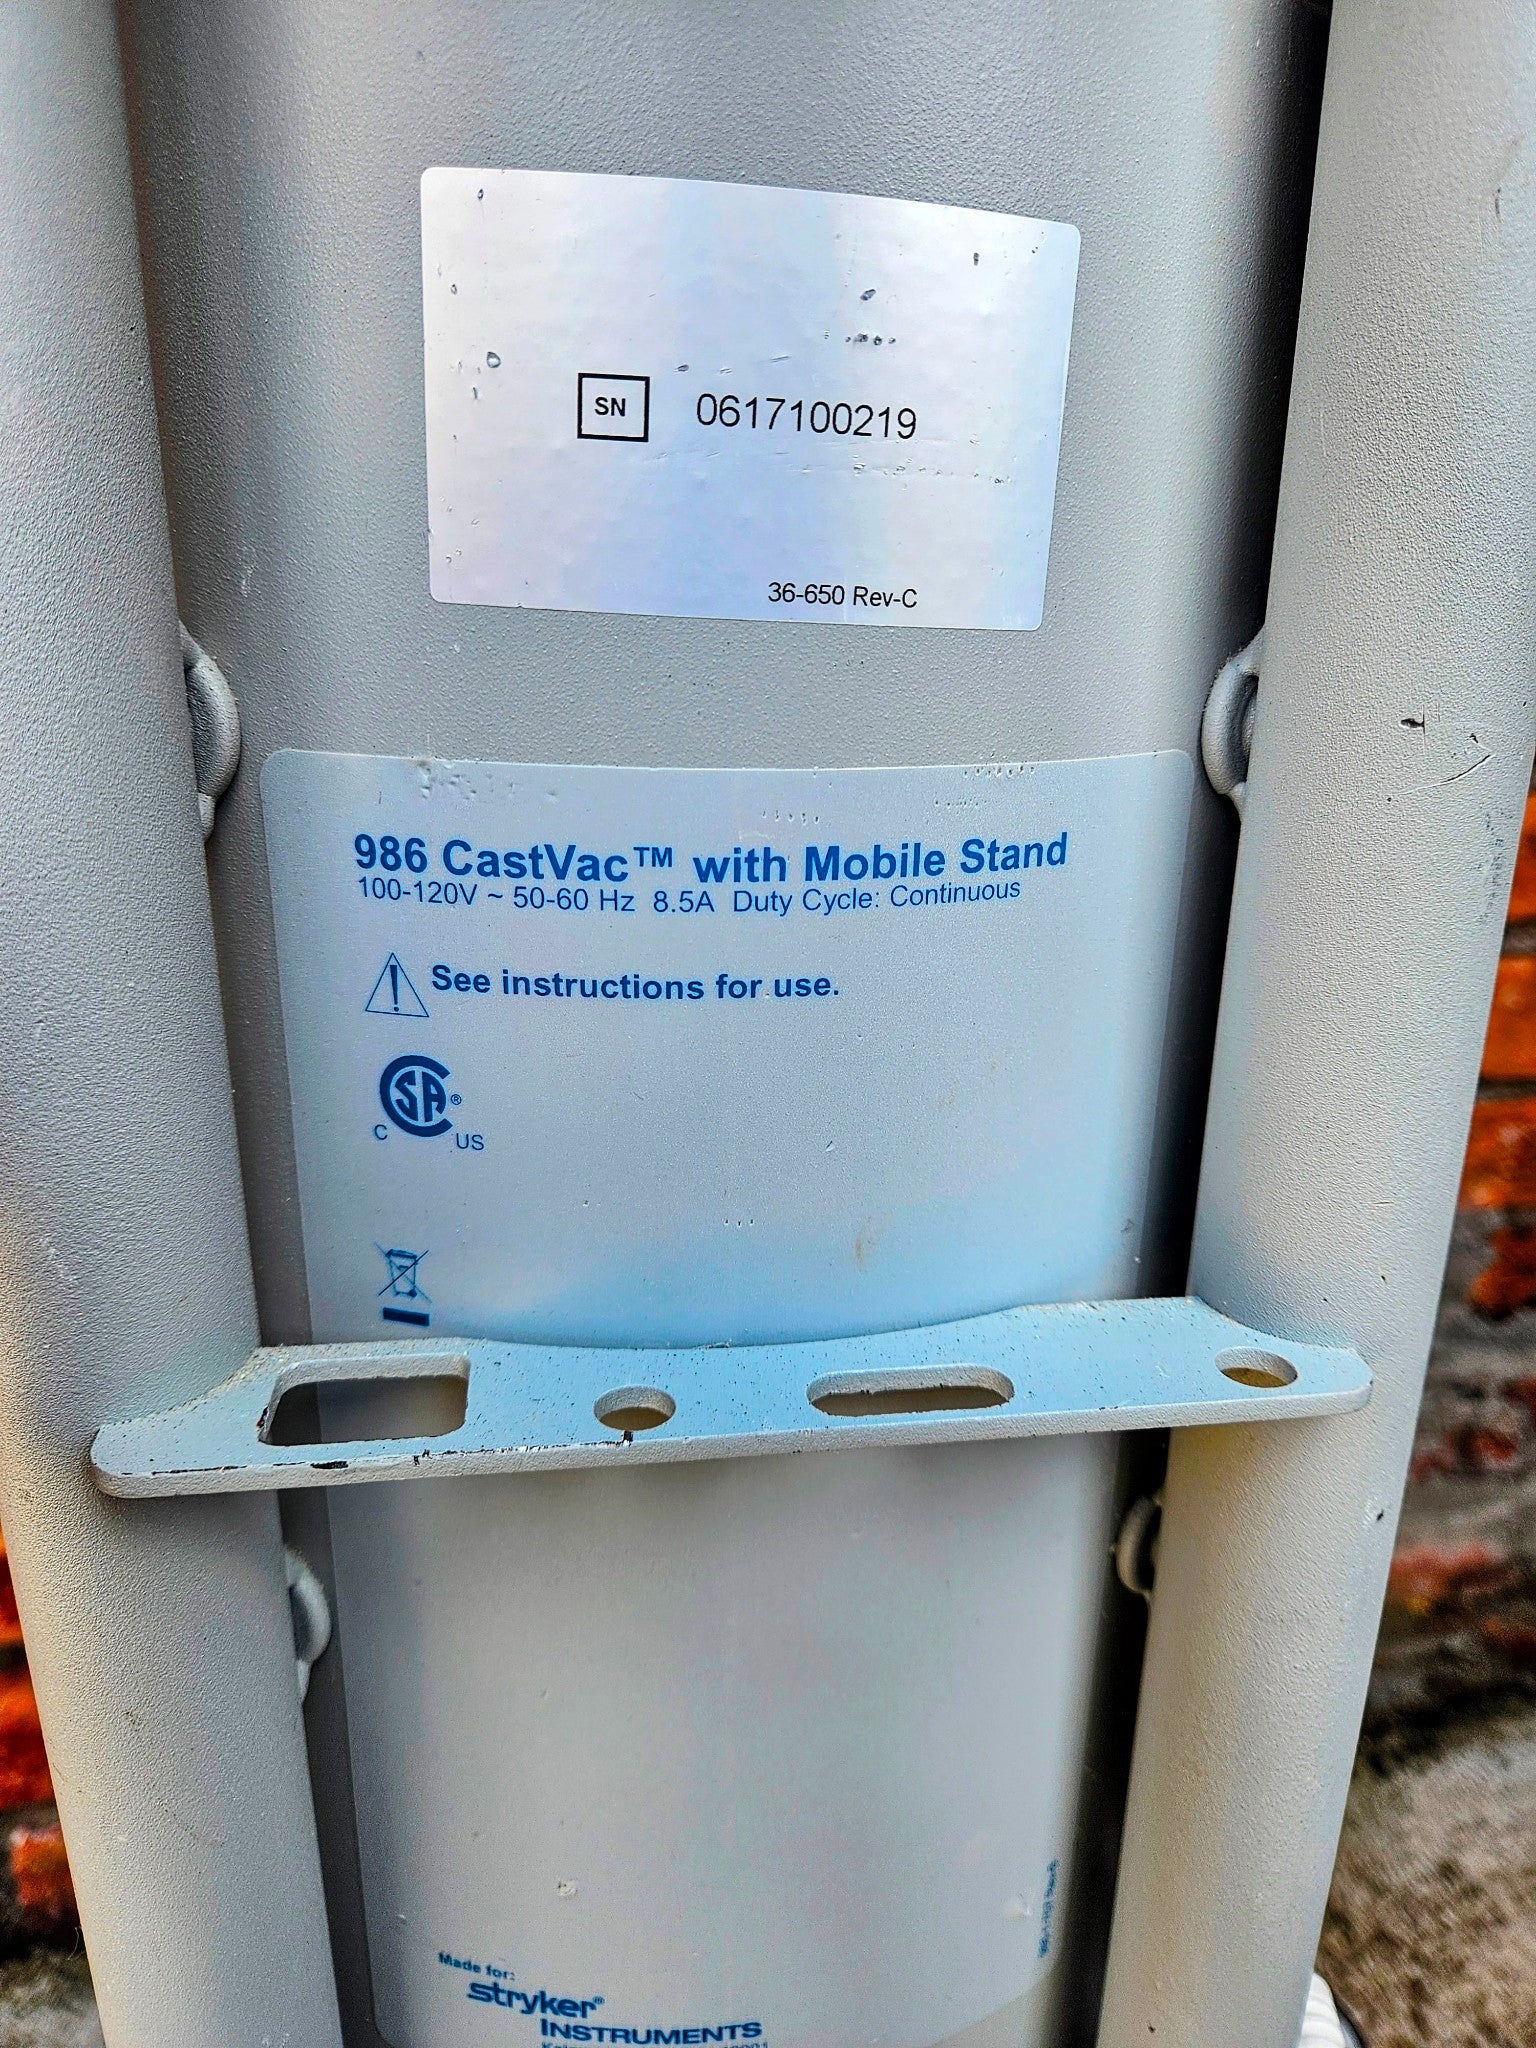 SN 0617100219
36-650 Rev-C
986 CastVac™ with Mobile Stand
100-120V ~ 50-60 Hz 8.5A Duty Cycle: Continuous
See instructions for use.
CSA®
C US
Made for:
stryker®
INSTRUMENTS